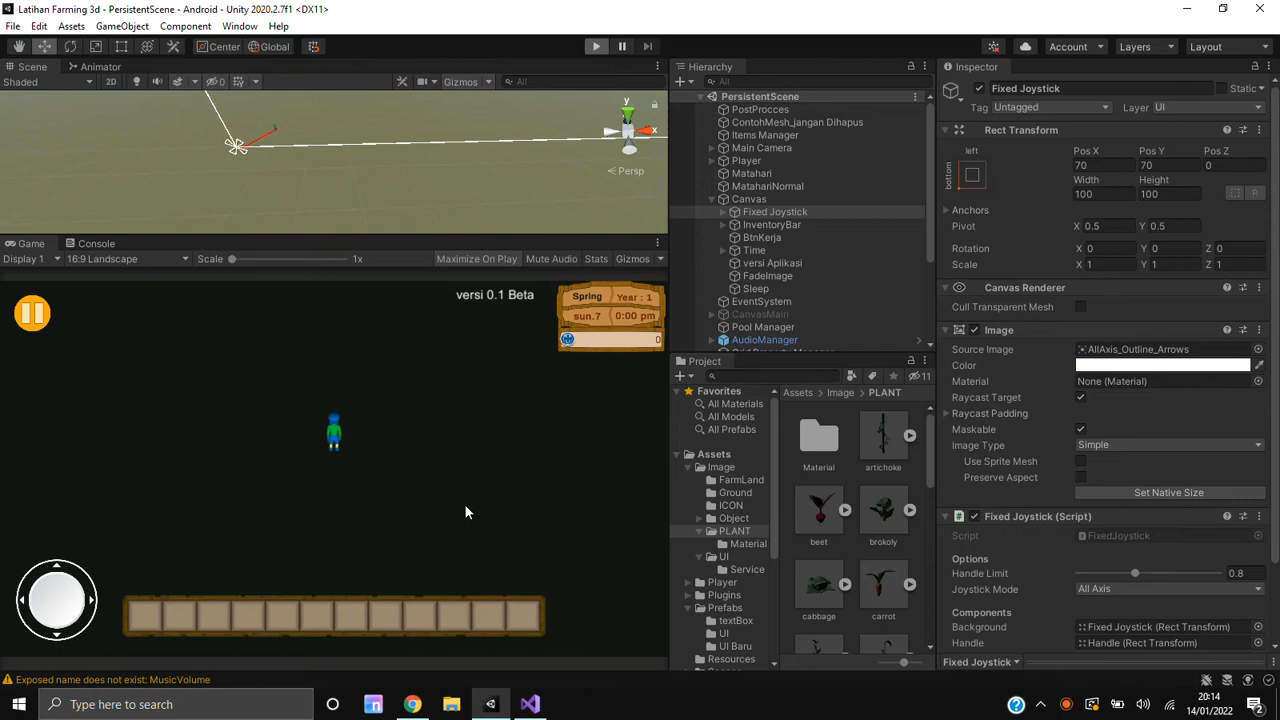 Latihan Farming 3d - PersistentScene - Android - Unity 2020.2.7f1 <DX11>
File Edit Assets GameObject Component Window Help
Center Global Account Layers Layout
Scene Animator
Shaded 2D 0 Gizmos All
y
x
Persp
Game Console
Display 1 16:9 Landscape Scale 1x Maximize On Play Mute Audio Stats Gizmos
versi 0.1 Beta
Spring Year : 1
sun.7 0:00 pm
0
Hierarchy
All
PersistentScene
PostProcces
ContohMesh_jangan Dihapus
Items Manager
Main Camera
Player
Matahari
MatahariNormal
Canvas
Fixed Joystick
InventoryBar
BtnKerja
Time
versi Aplikasi
FadeImage
Sleep
EventSystem
CanvasMain
Pool Manager
AudioManager
Project
11
Favorites
All Materials
All Models
All Prefabs
Assets
Image
FarmLand
Ground
ICON
Object
PLANT
Material
UI
Service
Player
Plugins
Prefabs
textBox
UI
UI Baru
Resources
Assets Image PLANT
Material artichoke
beet brokoly
cabbage carrot
Inspector
Fixed Joystick Static
Tag Untagged Layer UI
Rect Transform
left
bottom
Pos X Pos Y Pos Z
70 70 0
Width Height
100 100
R
Anchors
Pivot X 0.5 Y 0.5
Rotation X 0 Y 0 Z 0
Scale X 1 Y 1 Z 1
Canvas Renderer
Cull Transparent Mesh
Image
Source Image AllAxis_Outline_Arrows
Color
Material None (Material)
Raycast Target
Raycast Padding
Maskable
Image Type Simple
Use Sprite Mesh
Preserve Aspect
Set Native Size
Fixed Joystick (Script)
Script FixedJoystick
Options
Handle Limit 0.8
Joystick Mode All Axis
Components
Background Fixed Joystick (Rect Transform)
Handle Handle (Rect Transform)
Fixed Joystick
Exposed name does not exist: MusicVolume
Type here to search
20:14
14/01/2022
2